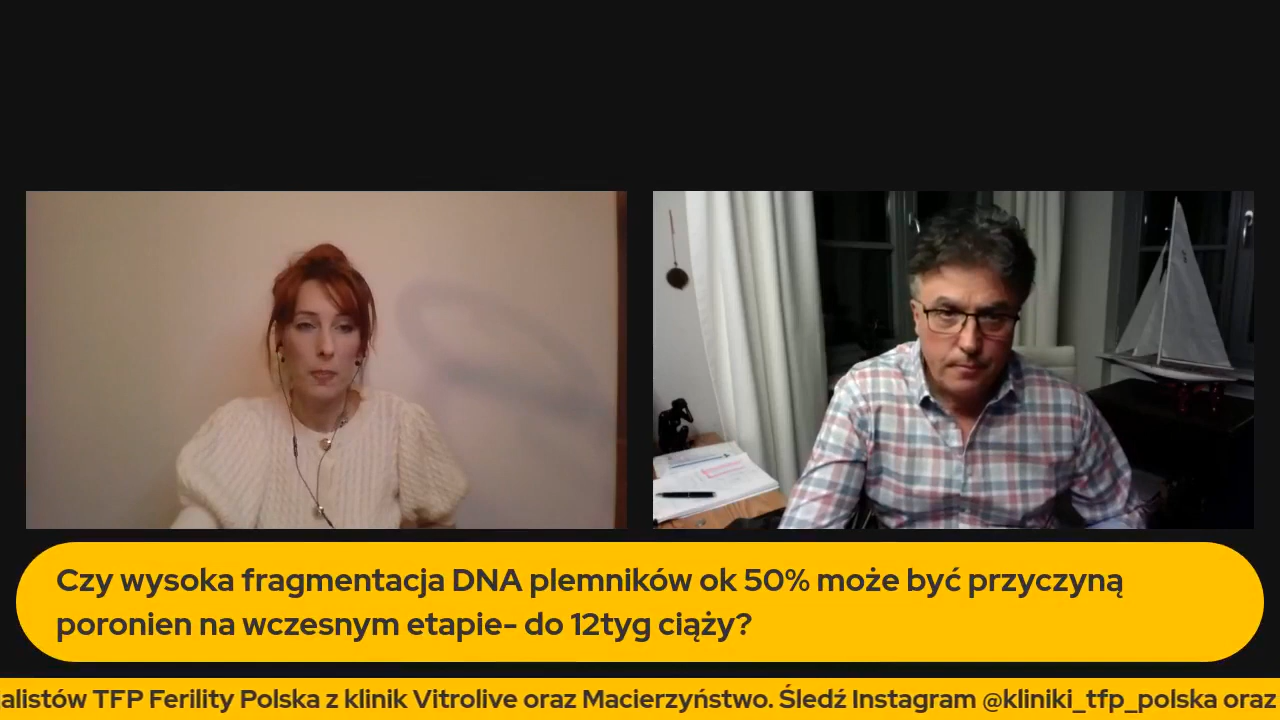 Czy wysoka fragmentacja DNA plemników ok 50% może być przyczyną
poronien na wczesnym etapie- do 12tyg ciąży?
alistów TFP Ferility Polska z klinik Vitrolive oraz Macierzyństwo. Śledź Instagram @kliniki_tfp_polska oraz